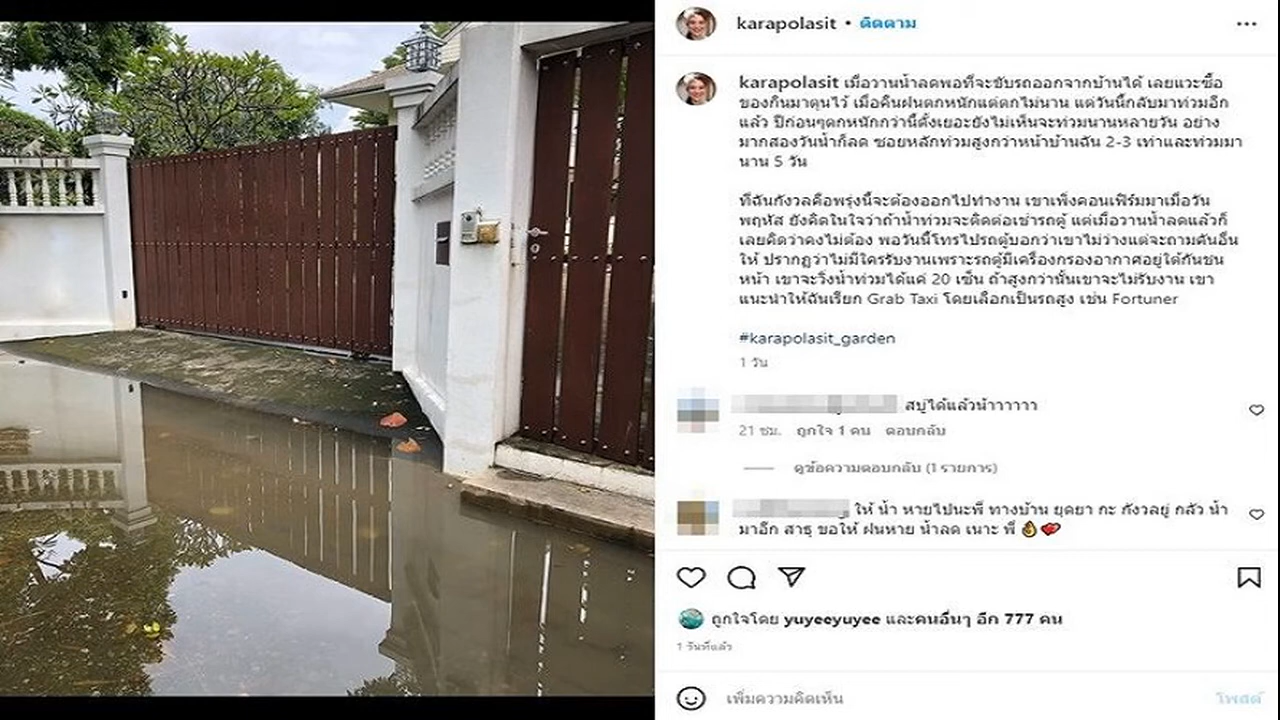 karapolasit • ติดตาม
karapolasit เมื่อวานน้ำลดพอที่จะขับรถออกจากบ้านได้ เลยแวะซื้อ
ของกินมาตุนไว้ เมื่อคืนฝนตกหนักแต่ตกไม่นาน แต่วันนี้กลับมาท่วมอีก
แล้ว ปีก่อนๆตกหนักกว่านี้ตั้งเยอะยังไม่เห็นจะท่วมนานหลายวัน อย่าง
มากสองวันน้ำก็ลด ซอยหลักท่วมสูงกว่าหน้าบ้านฉัน 2-3 เท่าและท่วมมา
นาน 5 วัน
ที่ฉันกังวลคือพรุ่งนี้จะต้องออกไปทำงาน เขาเพิ่งคอนเฟิร์มมาเมื่อวัน
พฤหัส ยังคิดในใจว่าถ้าน้ำท่วมจะติดต่อเช่ารถตู้ แต่เมื่อวานน้ำลดแล้วก็
เลยคิดว่าคงไม่ต้อง พอวันนี้โทรไปรถตู้บอกว่าเขาไม่ว่างแต่จะถามคันอื่น
ให้ ปรากฏว่าไม่มีใครรับงานเพราะรถตู้มีเครื่องกรองอากาศอยู่ใต้กันชน
หน้า เขาจะวิ่งน้ำท่วมได้แค่ 20 เซ็น ถ้าสูงกว่านั้นเขาจะไม่รับงาน เขา
แนะนำให้ฉันเรียก Grab Taxi โดยเลือกเป็นรถสูง เช่น Fortuner
#karapolasit_garden
1 วัน
สบู่ได้แล้วน้าาาาาา
21 ชม. ถูกใจ 1 คน ตอบกลับ
ดูข้อความตอบกลับ (1 รายการ)
ให้ น้ำ หายไปนะพี่ ทางบ้าน ยุดยา กะ กังวลยู่ กลัว น้ำ
มาอีก สาธุ ขอให้ ฝนหาย น้ำลด เนาะ พี่ 👌💝
ถูกใจโดย yuyeeyuyee และคนอื่นๆ อีก 777 คน
1 วันที่แล้ว
เพิ่มความคิดเห็น
โพสต์